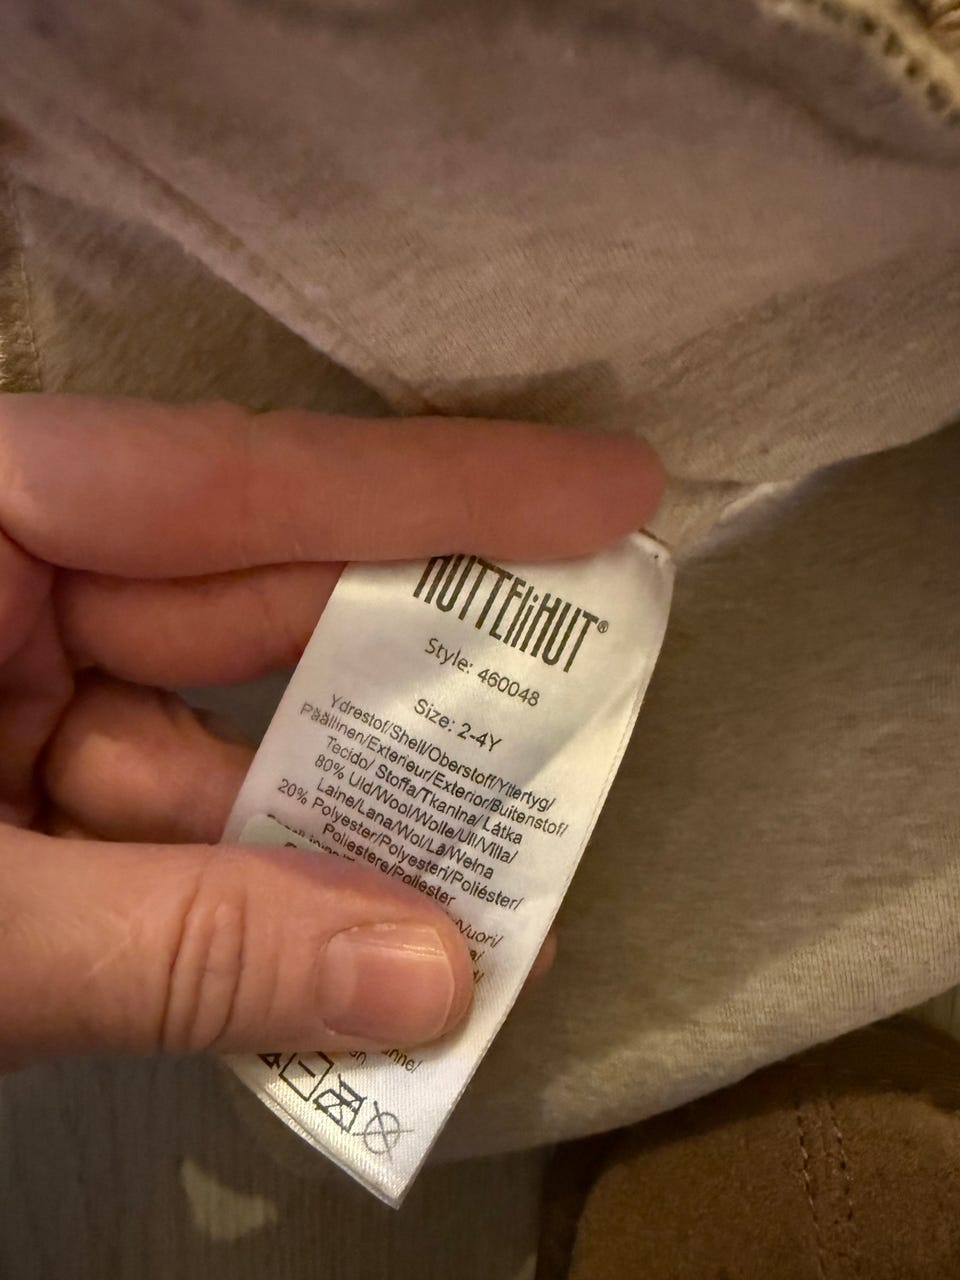 HUTTEliHUT®
Style: 460048
Size: 2-4Y
Ydrestof/Shell/Oberstoff/Yttertyg/
Päällinen/Exterieur/Exterior/Buitenstof/
Tecido/ Stoffa/Tkanina/ Látka
80% Uld/Wool/Wolle/Ull/Villa/
Laine/Lana/Wol/Lã/Wełna
20% Polyester/Polyesteri/Poliéster/
Poliestere/Poliester
/Vuori/